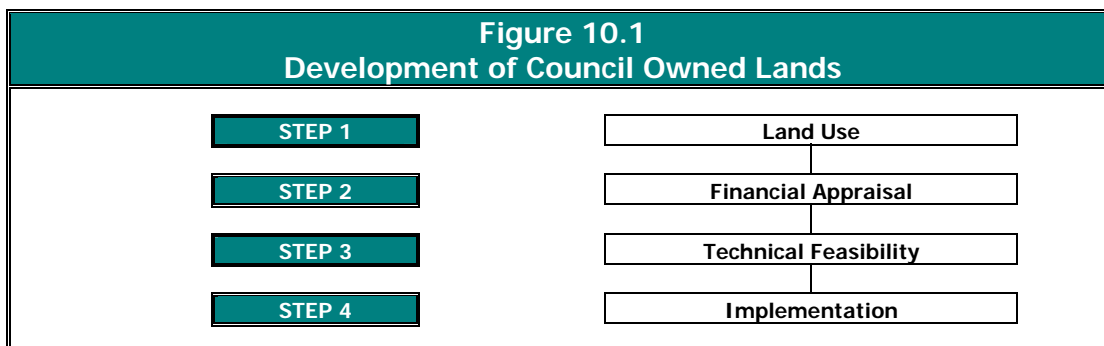 Figure 10.1
Development of Council Owned Lands
STEP 1 Land Use
STEP 2 Financial Appraisal
STEP 3 Technical Feasibility
STEP 4 Implementation